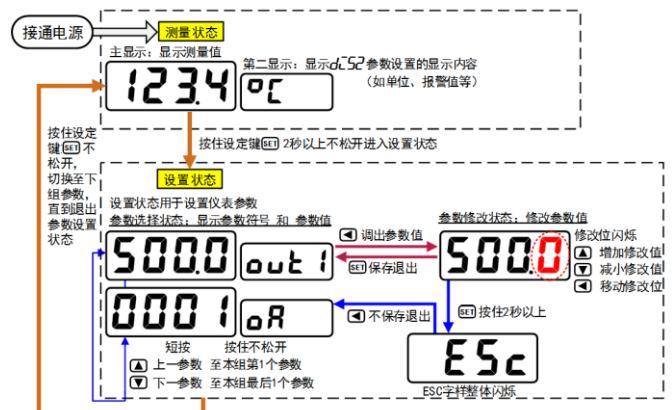 接通电源
测量状态
主显示：显示测量值
123.4
℃
第二显示：显示dCS2参数设置的显示内容
（如单位、报警值等）
按住设定
键SET不
松开，
切换至下
组参数，
直到退出
参数设置
状态
按住设定键SET 2秒以上不松开进入设置状态
设置状态
设置状态用于设置仪表参数
参数选择状态：显示参数符号 和 参数值
500.0
out1
0001
oA
短按 按住不松开
▲ 上一参数 至本组第1个参数
▼ 下一参数 至本组最后1个参数
◀ 调出参数值
SET 保存退出
◀ 不保存退出
参数修改状态：修改参数值
500.0
修改位闪烁
▲ 增加修改值
▼ 减小修改值
◀ 移动修改位
SET 按住2秒以上
ESc
ESC字样整体闪烁